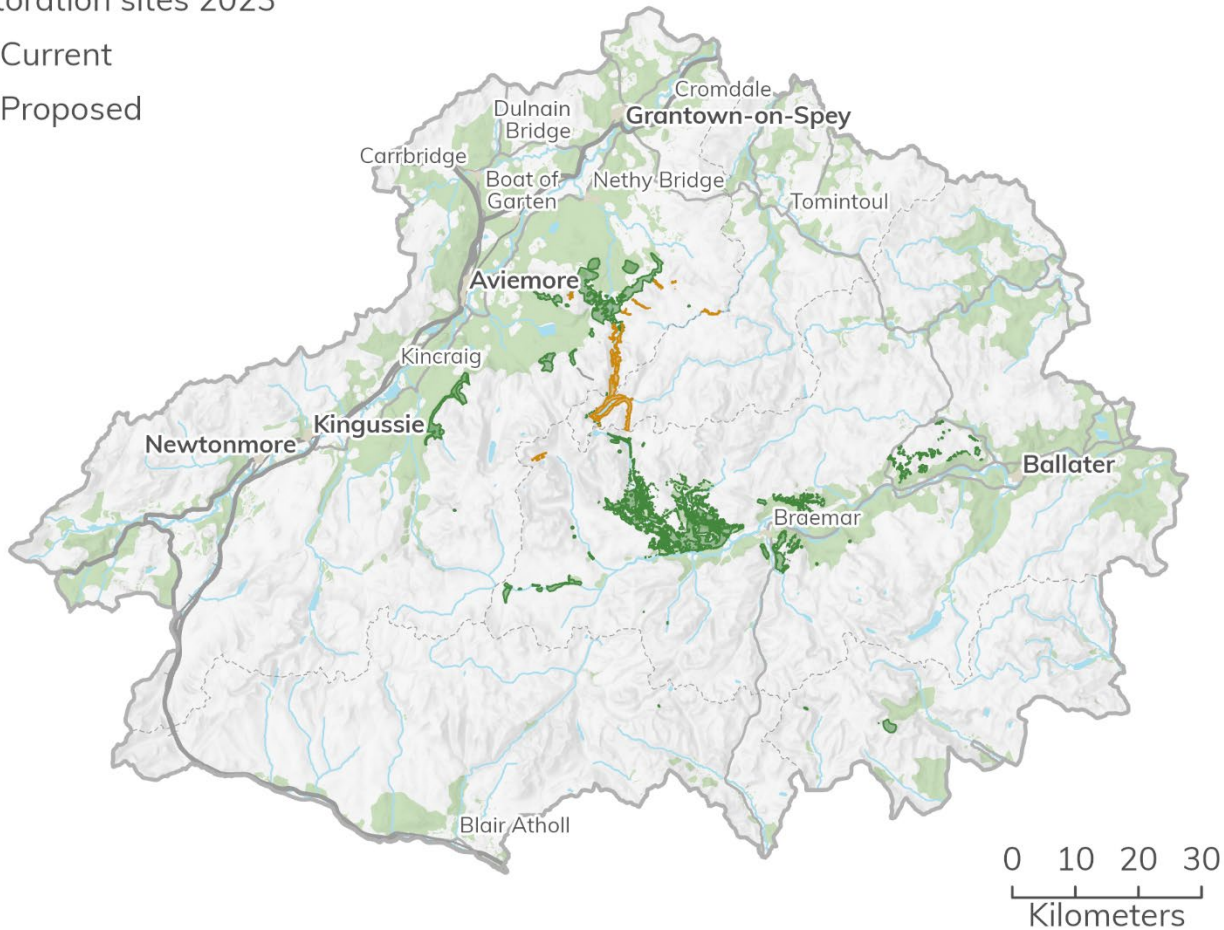 Current
Proposed
Cromdale
Dulnain
Bridge
Grantown-on-Spey
Carrbridge
Boat of
Garten
Nethy Bridge
Tomintoul
Aviemore
Kincraig
Kingussie
Newtonmore
Ballater
Braemar
Blair Atholl
0 10 20 30
Kilometers